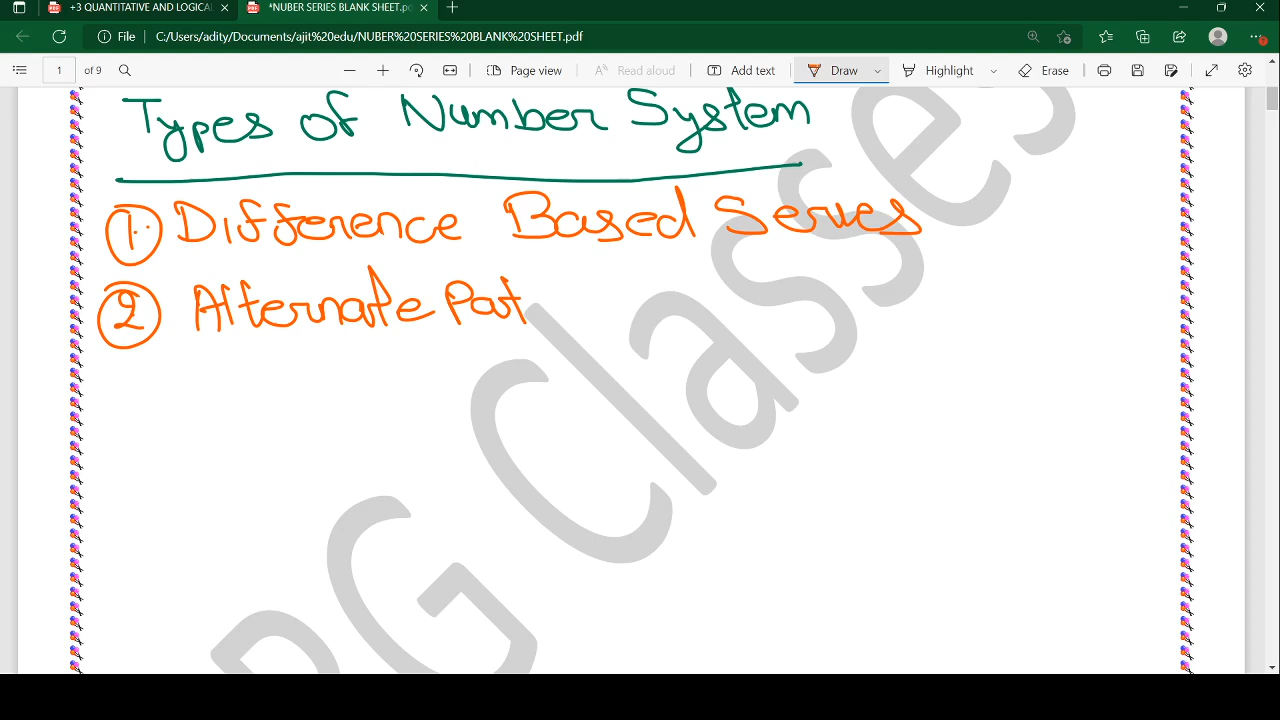 +3 QUANTITATIVE AND LOGICAL
*NUBER SERIES BLANK SHEET.pd
File C:/Users/adity/Documents/ajit%20edu/NUBER%20SERIES%20BLANK%20SHEET.pdf
1 of 9 Page view Read aloud Add text Draw Highlight Erase
Types of Number System
1. Difference Based Series
2 Alternate Pat
PG Classes